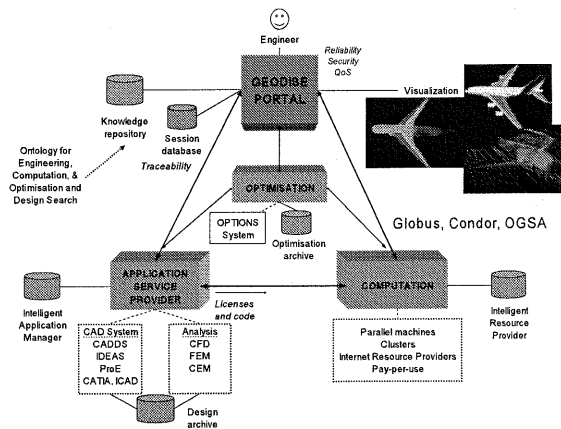 Engineer
Reliability
Security
QoS
GEODISE
PORTAL
Visualization
Knowledge
repository
Session
database
Traceability
Ontology for
Engineering,
Computation, &
Optimisation and
Design Search
OPTIMISATION
OPTIONS
System
Optimisation
archive
Globus, Condor, OGSA
APPLICATION
SERVICE
PROVIDER
COMPUTATION
Licenses
and code
Intelligent
Application
Manager
Intelligent
Resource
Provider
CAD System
CADDS
IDEAS
ProE
CATIA, ICAD
Analysis
CFD
FEM
CEM
Parallel machines
Clusters
Internet Resource Providers
Pay-per-use
Design
archive